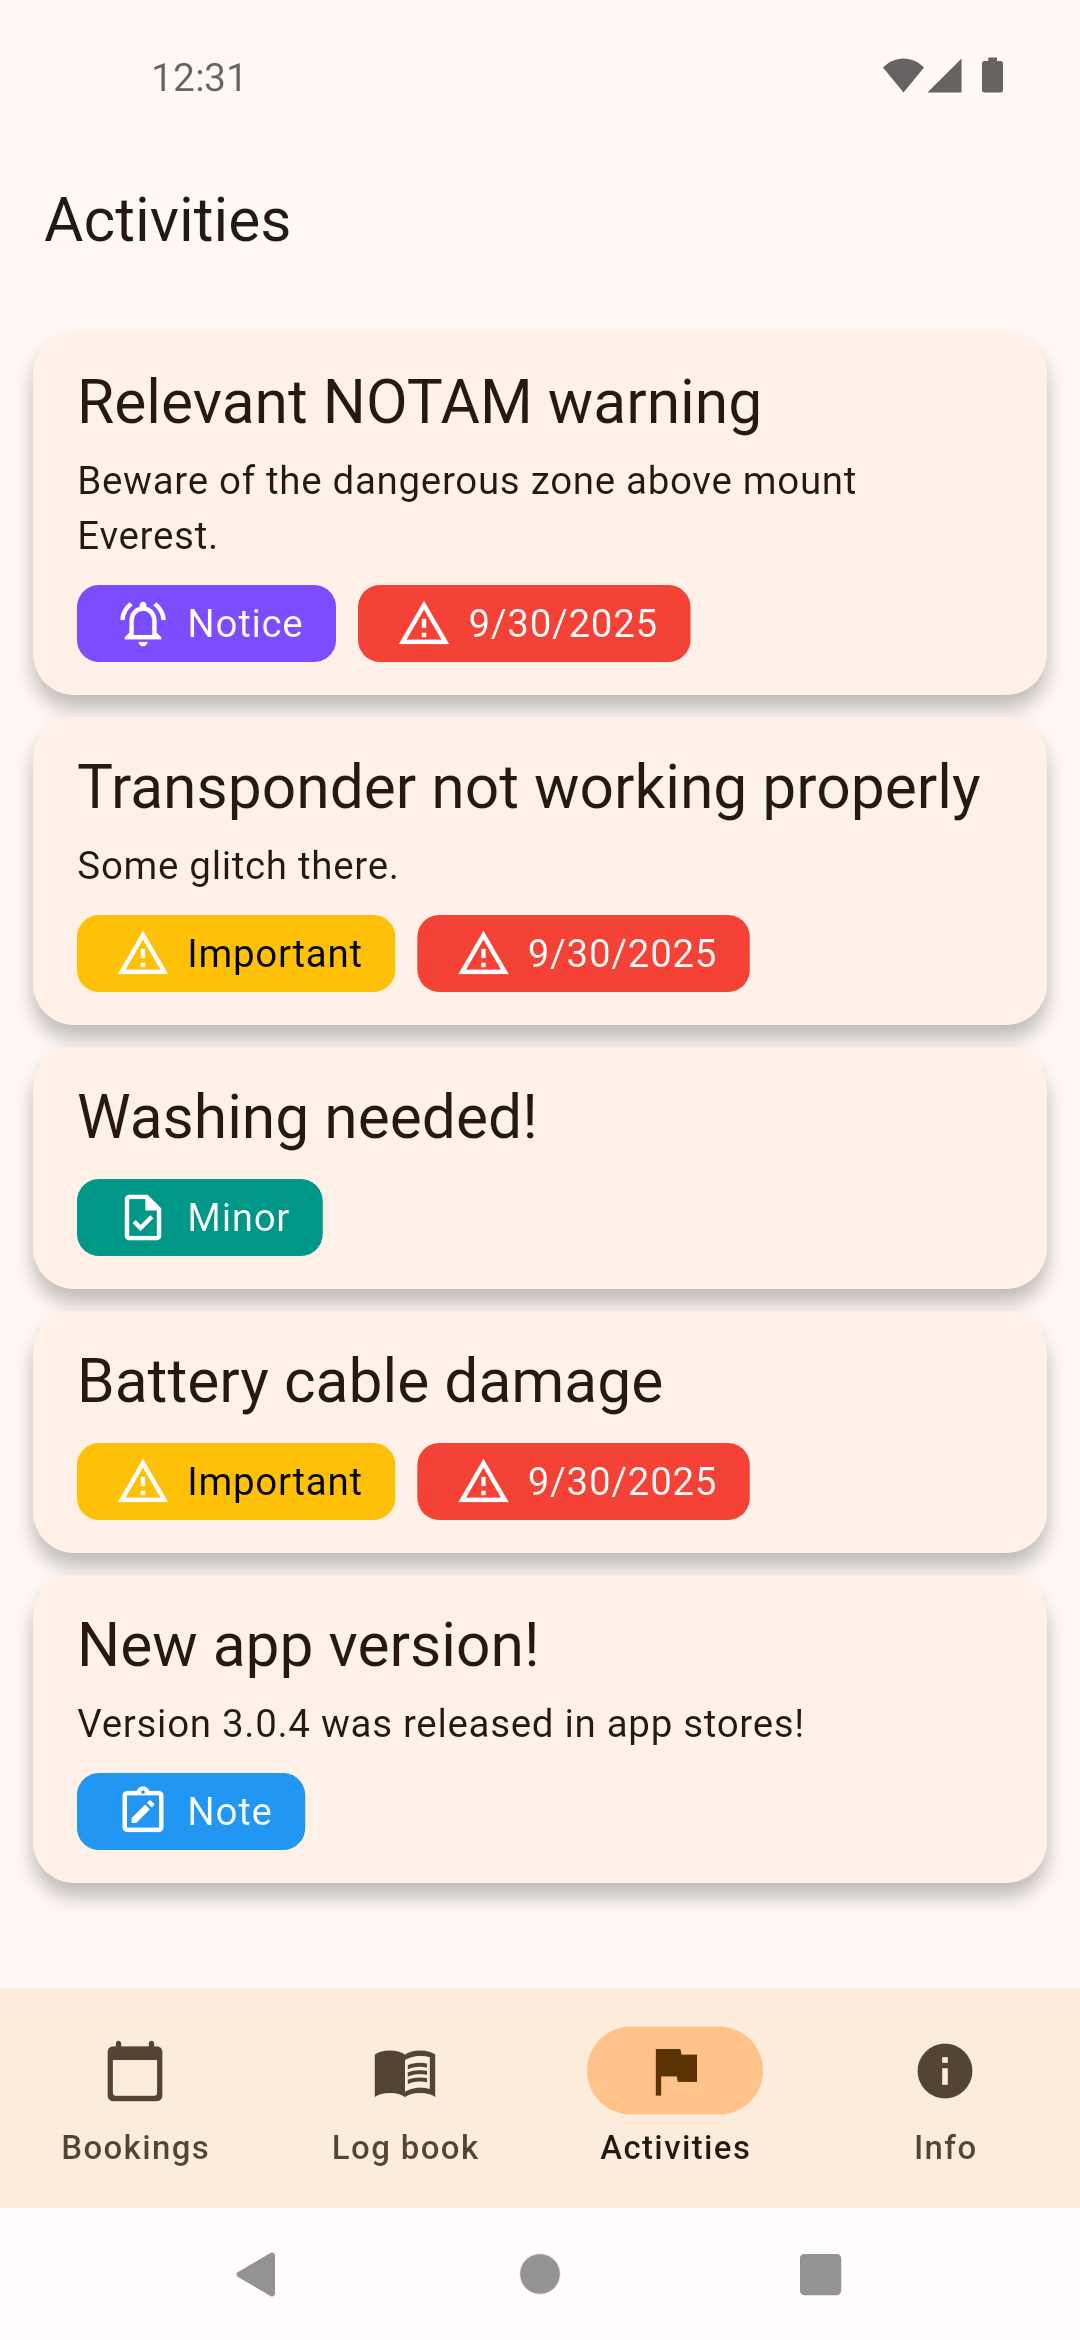 12:31
Activities
Relevant NOTAM warning
Beware of the dangerous zone above mount
Everest.
Notice 9/30/2025
Transponder not working properly
Some glitch there.
Important 9/30/2025
Washing needed!
Minor
Battery cable damage
Important 9/30/2025
New app version!
Version 3.0.4 was released in app stores!
Note
Bookings Log book Activities Info